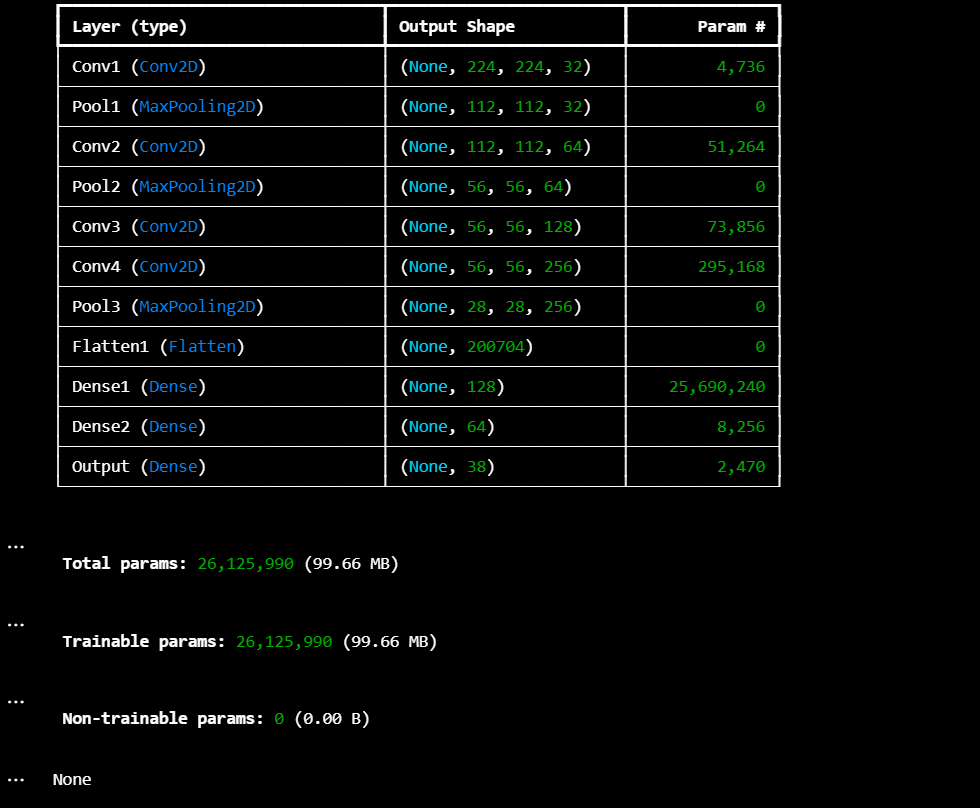 Layer (type) Output Shape Param #
Conv1 (Conv2D) (None, 224, 224, 32) 4,736
Pool1 (MaxPooling2D) (None, 112, 112, 32) 0
Conv2 (Conv2D) (None, 112, 112, 64) 51,264
Pool2 (MaxPooling2D) (None, 56, 56, 64) 0
Conv3 (Conv2D) (None, 56, 56, 128) 73,856
Conv4 (Conv2D) (None, 56, 56, 256) 295,168
Pool3 (MaxPooling2D) (None, 28, 28, 256) 0
Flatten1 (Flatten) (None, 200704) 0
Dense1 (Dense) (None, 128) 25,690,240
Dense2 (Dense) (None, 64) 8,256
Output (Dense) (None, 38) 2,470
...
Total params: 26,125,990 (99.66 MB)
...
Trainable params: 26,125,990 (99.66 MB)
...
Non-trainable params: 0 (0.00 B)
... None